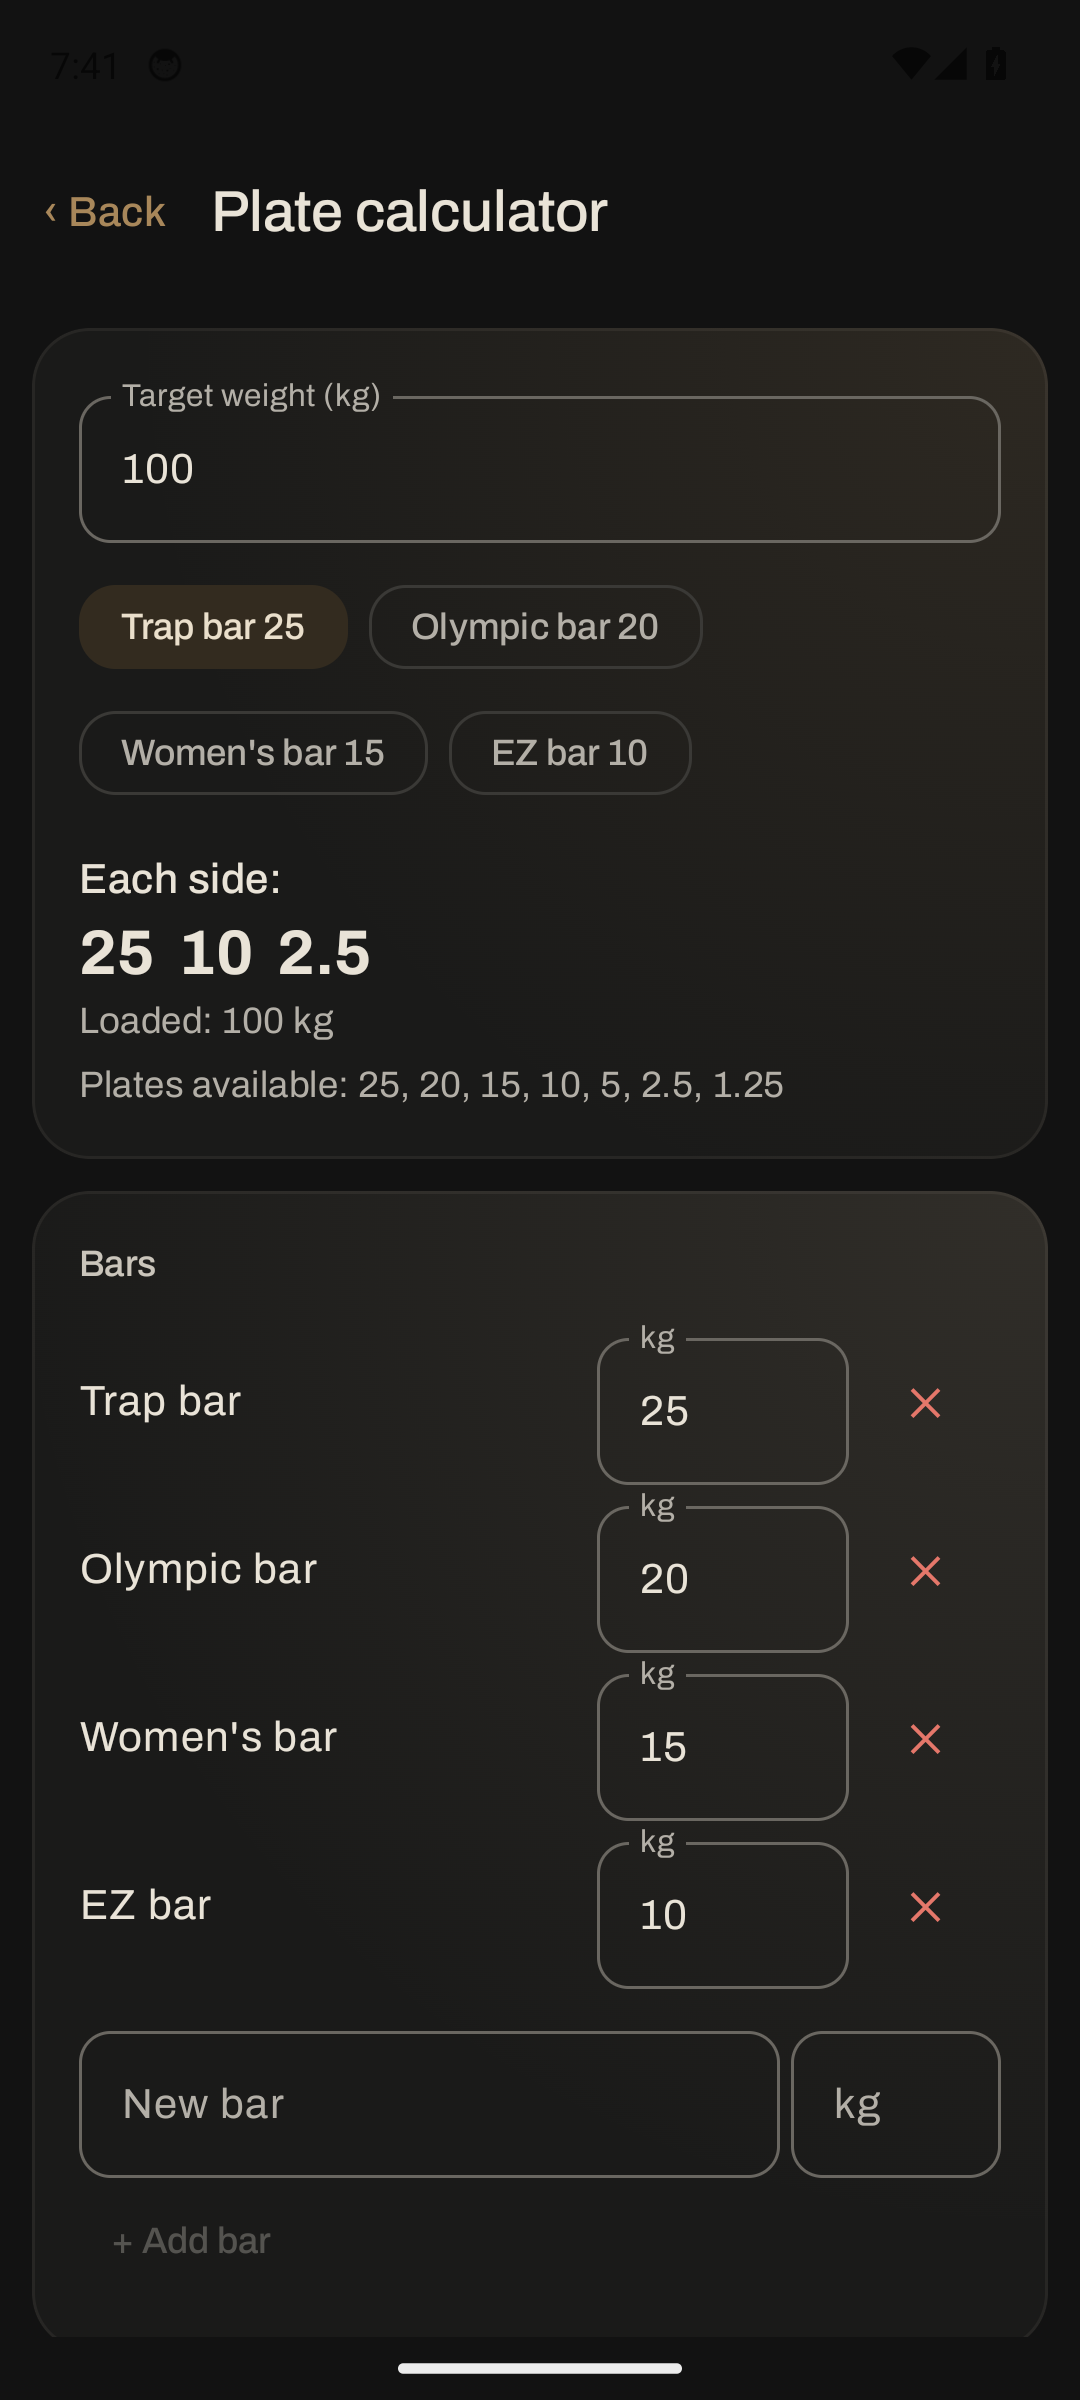 7:41
‹ Back Plate calculator
Target weight (kg)
100
Trap bar 25 Olympic bar 20
Women's bar 15 EZ bar 10
Each side:
25 10 2.5
Loaded: 100 kg
Plates available: 25, 20, 15, 10, 5, 2.5, 1.25
Bars
kg
Trap bar 25
kg
Olympic bar 20
kg
Women's bar 15
kg
EZ bar 10
New bar kg
+ Add bar